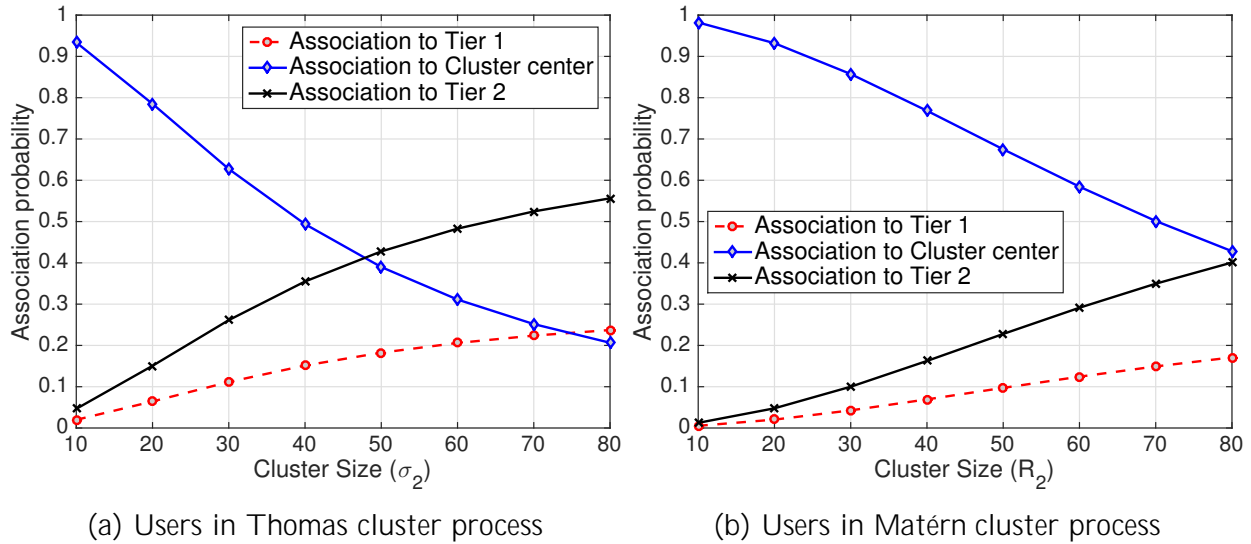 1
0.9
0.8
0.7
0.6
0.5
0.4
0.3
0.2
0.1
0
Association probability
Association to Tier 1
Association to Cluster center
Association to Tier 2
10 20 30 40 50 60 70 80
Cluster Size (σ2)
(a) Users in Thomas cluster process
1
0.9
0.8
0.7
0.6
0.5
0.4
0.3
0.2
0.1
0
Association probability
Association to Tier 1
Association to Cluster center
Association to Tier 2
10 20 30 40 50 60 70 80
Cluster Size (R2)
(b) Users in Matérn cluster process